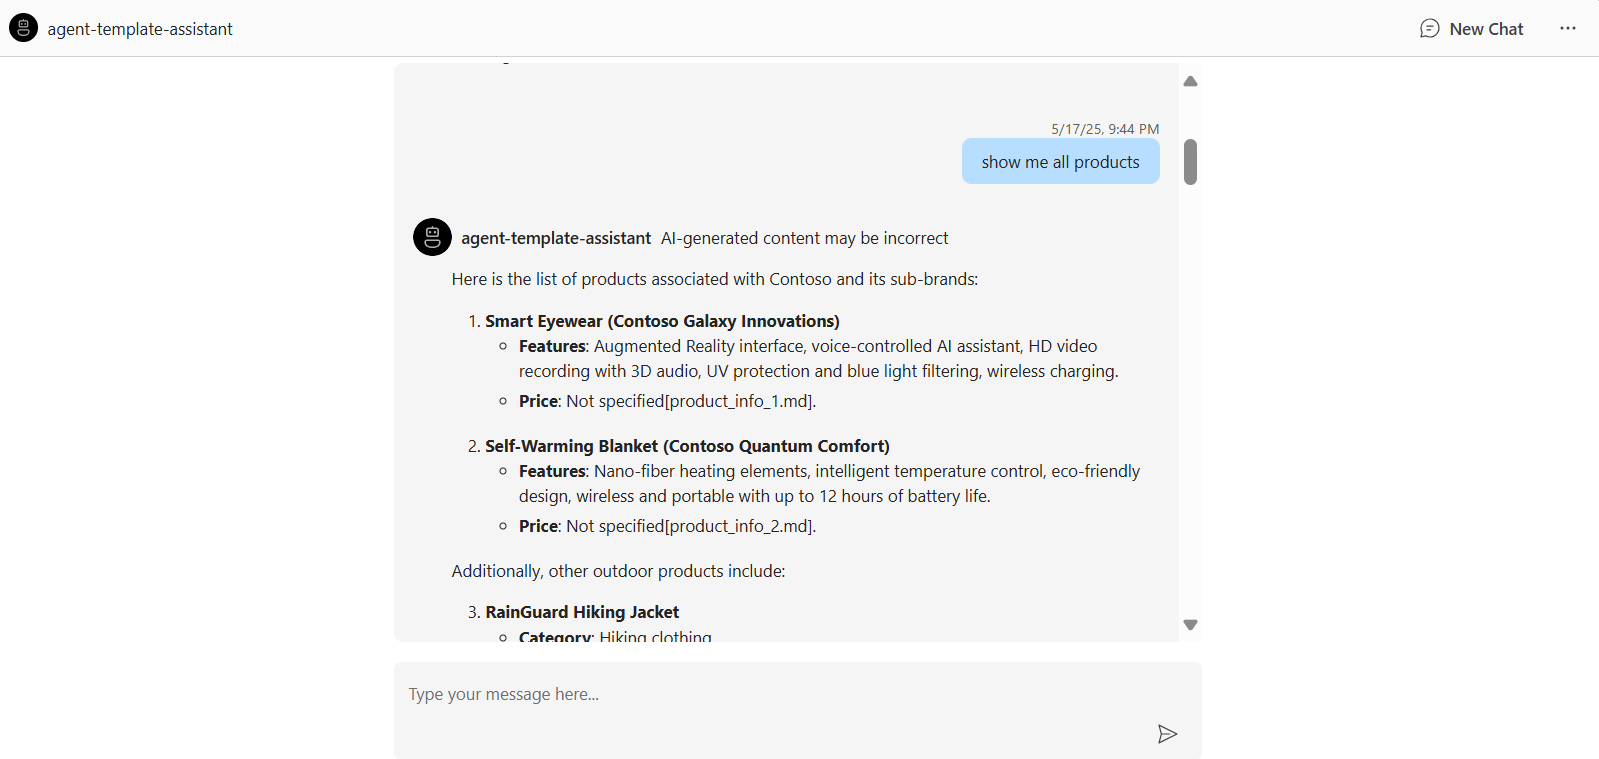 agent-template-assistant
New Chat
5/17/25, 9:44 PM
show me all products
agent-template-assistant AI-generated content may be incorrect
Here is the list of products associated with Contoso and its sub-brands:
1. Smart Eyewear (Contoso Galaxy Innovations)
Features: Augmented Reality interface, voice-controlled AI assistant, HD video
recording with 3D audio, UV protection and blue light filtering, wireless charging.
Price: Not specified[product_info_1.md].
2. Self-Warming Blanket (Contoso Quantum Comfort)
Features: Nano-fiber heating elements, intelligent temperature control, eco-friendly
design, wireless and portable with up to 12 hours of battery life.
Price: Not specified[product_info_2.md].
Additionally, other outdoor products include:
3. RainGuard Hiking Jacket
Category: Hiking clothing
Type your message here...